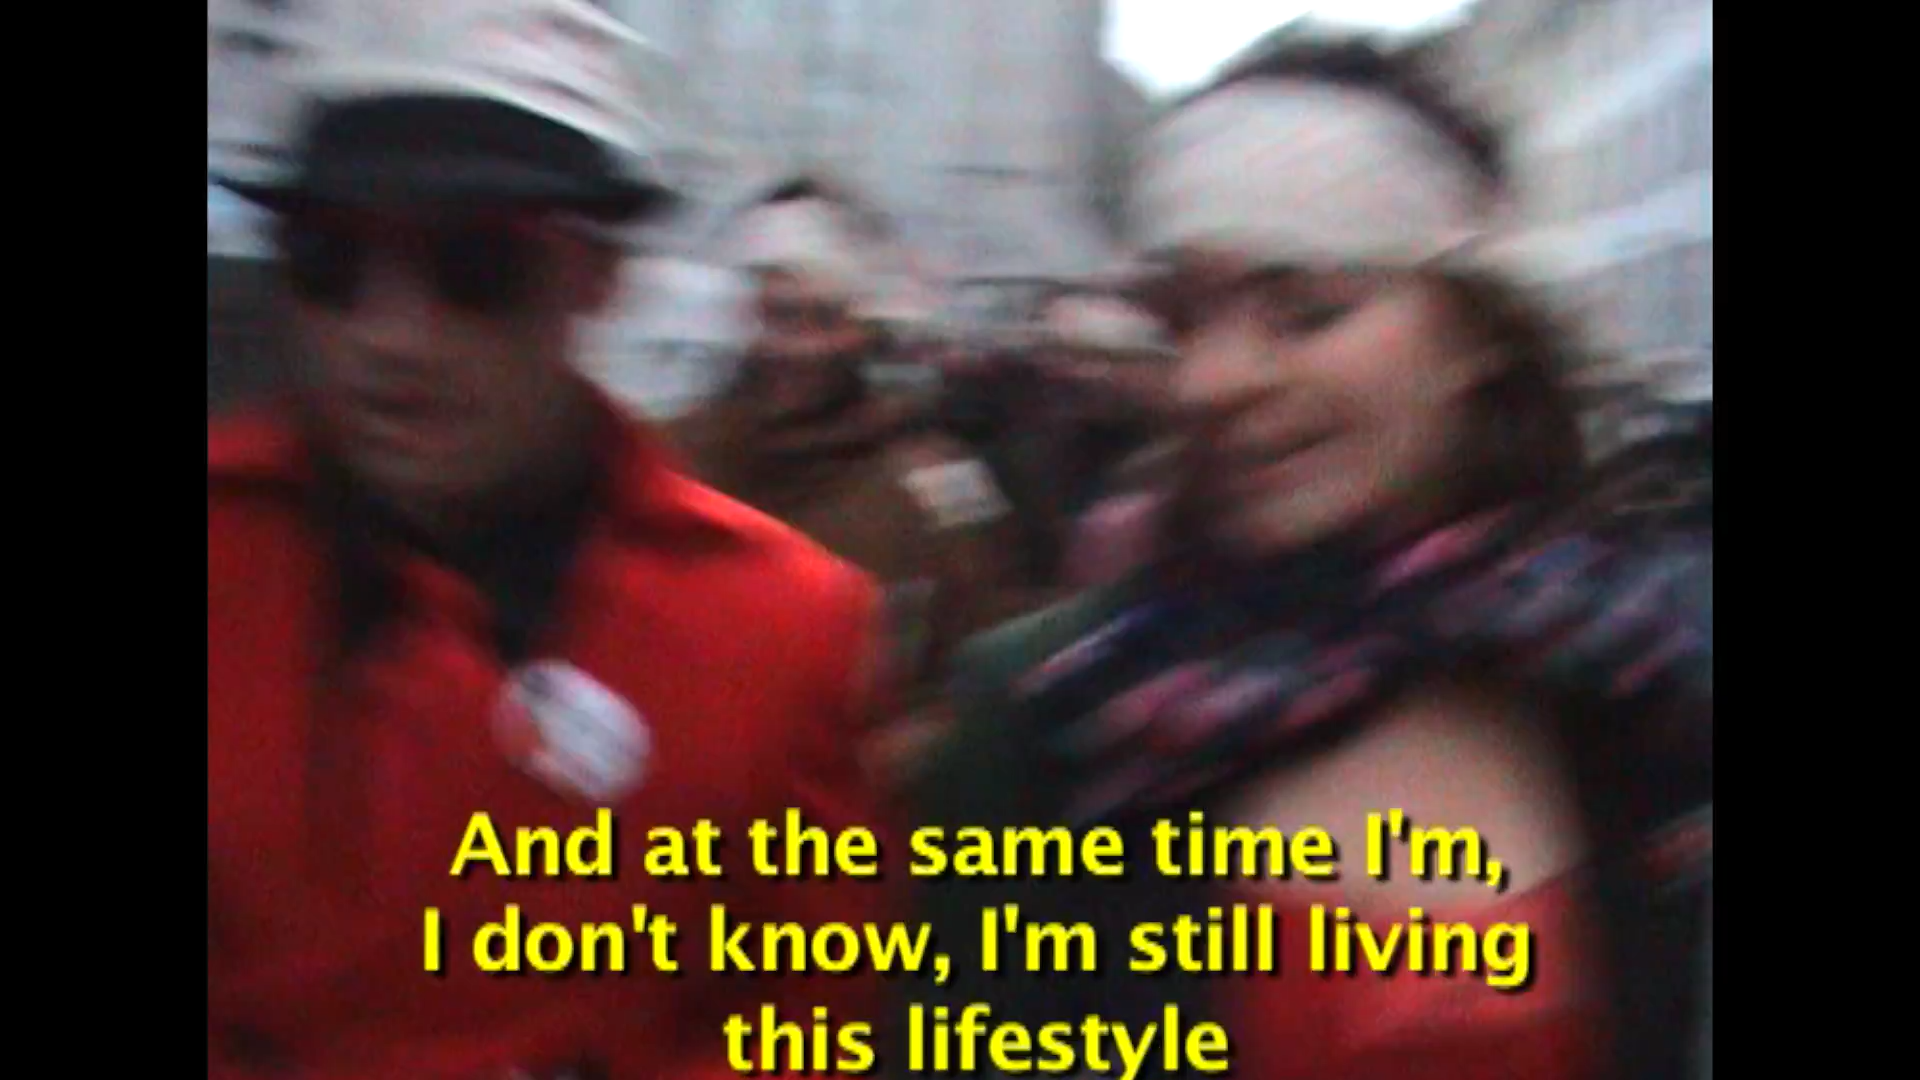 And at the same time I'm,
I don't know, I'm still living
this lifestyle